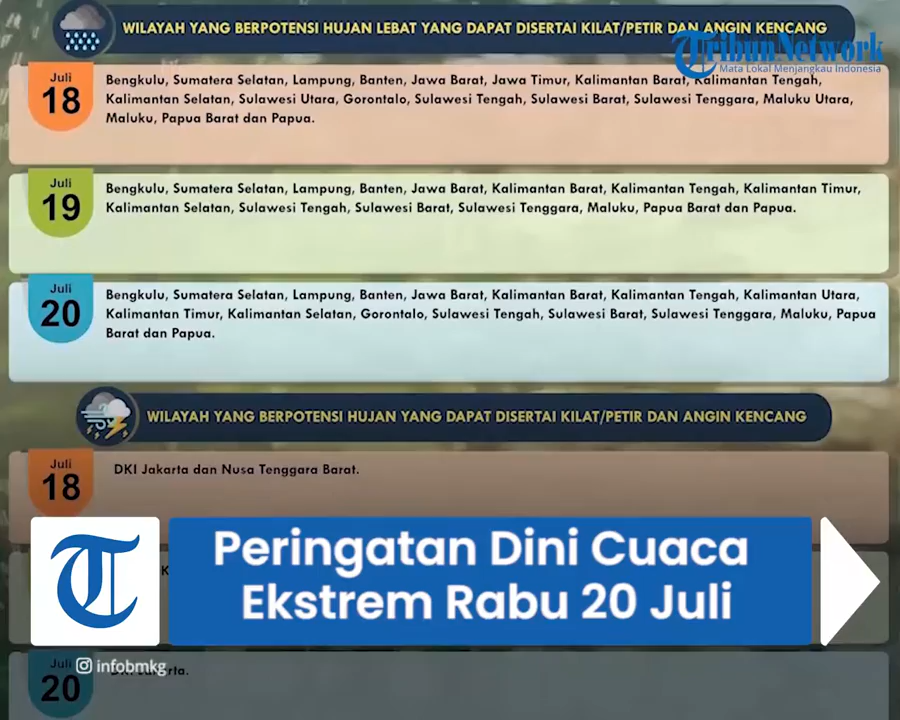 WILAYAH YANG BERPOTENSI HUJAN LEBAT YANG DAPAT DISERTAI KILAT/PETIR DAN ANGIN KENCANG
Tribun Network
Mata Lokal Menjangkau Indonesia
Juli
18
Bengkulu, Sumatera Selatan, Lampung, Banten, Jawa Barat, Jawa Timur, Kalimantan Barat, Kalimantan Tengah,
Kalimantan Selatan, Sulawesi Utara, Gorontalo, Sulawesi Tengah, Sulawesi Barat, Sulawesi Tenggara, Maluku Utara,
Maluku, Papua Barat dan Papua.
Juli
19
Bengkulu, Sumatera Selatan, Lampung, Banten, Jawa Barat, Kalimantan Barat, Kalimantan Tengah, Kalimantan Timur,
Kalimantan Selatan, Sulawesi Tengah, Sulawesi Barat, Sulawesi Tenggara, Maluku, Papua Barat dan Papua.
Juli
20
Bengkulu, Sumatera Selatan, Lampung, Banten, Jawa Barat, Kalimantan Barat, Kalimantan Tengah, Kalimantan Utara,
Kalimantan Timur, Kalimantan Selatan, Gorontalo, Sulawesi Tengah, Sulawesi Barat, Sulawesi Tenggara, Maluku, Papua
Barat dan Papua.
WILAYAH YANG BERPOTENSI HUJAN YANG DAPAT DISERTAI KILAT/PETIR DAN ANGIN KENCANG
Juli
18
DKI Jakarta dan Nusa Tenggara Barat.
T
Peringatan Dini Cuaca
Ekstrem Rabu 20 Juli
Juli
20
infobmkg